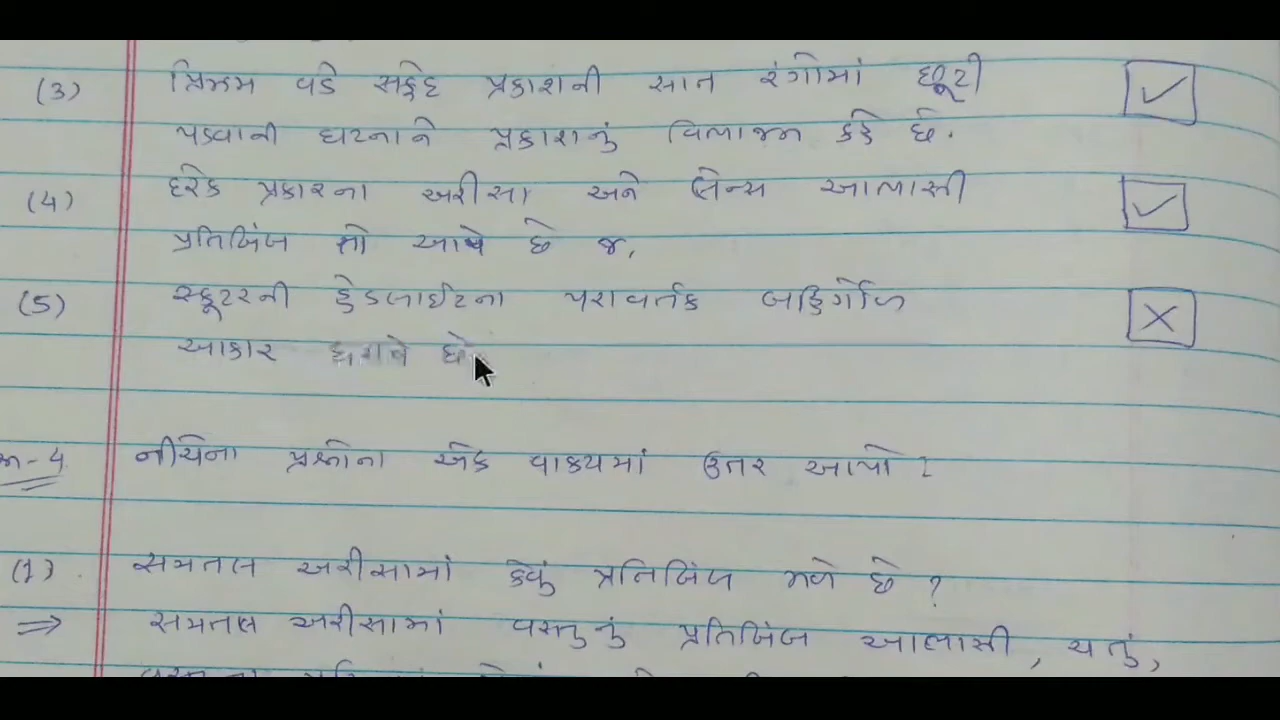 (3) પ્રિઝમ વડે સફેદ પ્રકાશની સાત રંગોમાં છૂટી
પડવાની ઘટનાને પ્રકાશનું વિભાજન કહે છે.
(4) દરેક પ્રકારના અરીસા અને લેન્સ આભાસી
પ્રતિબિંબ તો આપે છે જ.
(5) સ્કૂટરની હેડલાઈટના પરાવર્તક બહિર્ગોળ
આકાર ધરાવે છે
પ્રશ્ન-4 નીચેના પ્રશ્નોના એક વાક્યમાં ઉત્તર આપો?
(1) સમતલ અરીસામાં કેવું પ્રતિબિંબ મળે છે?
⇒ સમતલ અરીસામાં વસ્તુનું પ્રતિબિંબ આભાસી, ચતું,